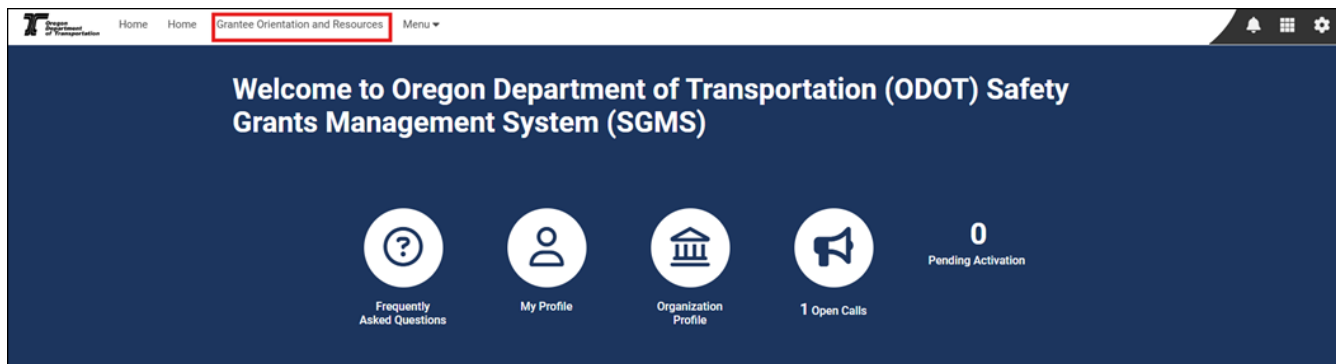 Oregon
Department
of Transportation
Home Home Grantee Orientation and Resources Menu
Welcome to Oregon Department of Transportation (ODOT) Safety
Grants Management System (SGMS)
?
Frequently
Asked Questions
My Profile
Organization
Profile
1 Open Calls
0
Pending Activation